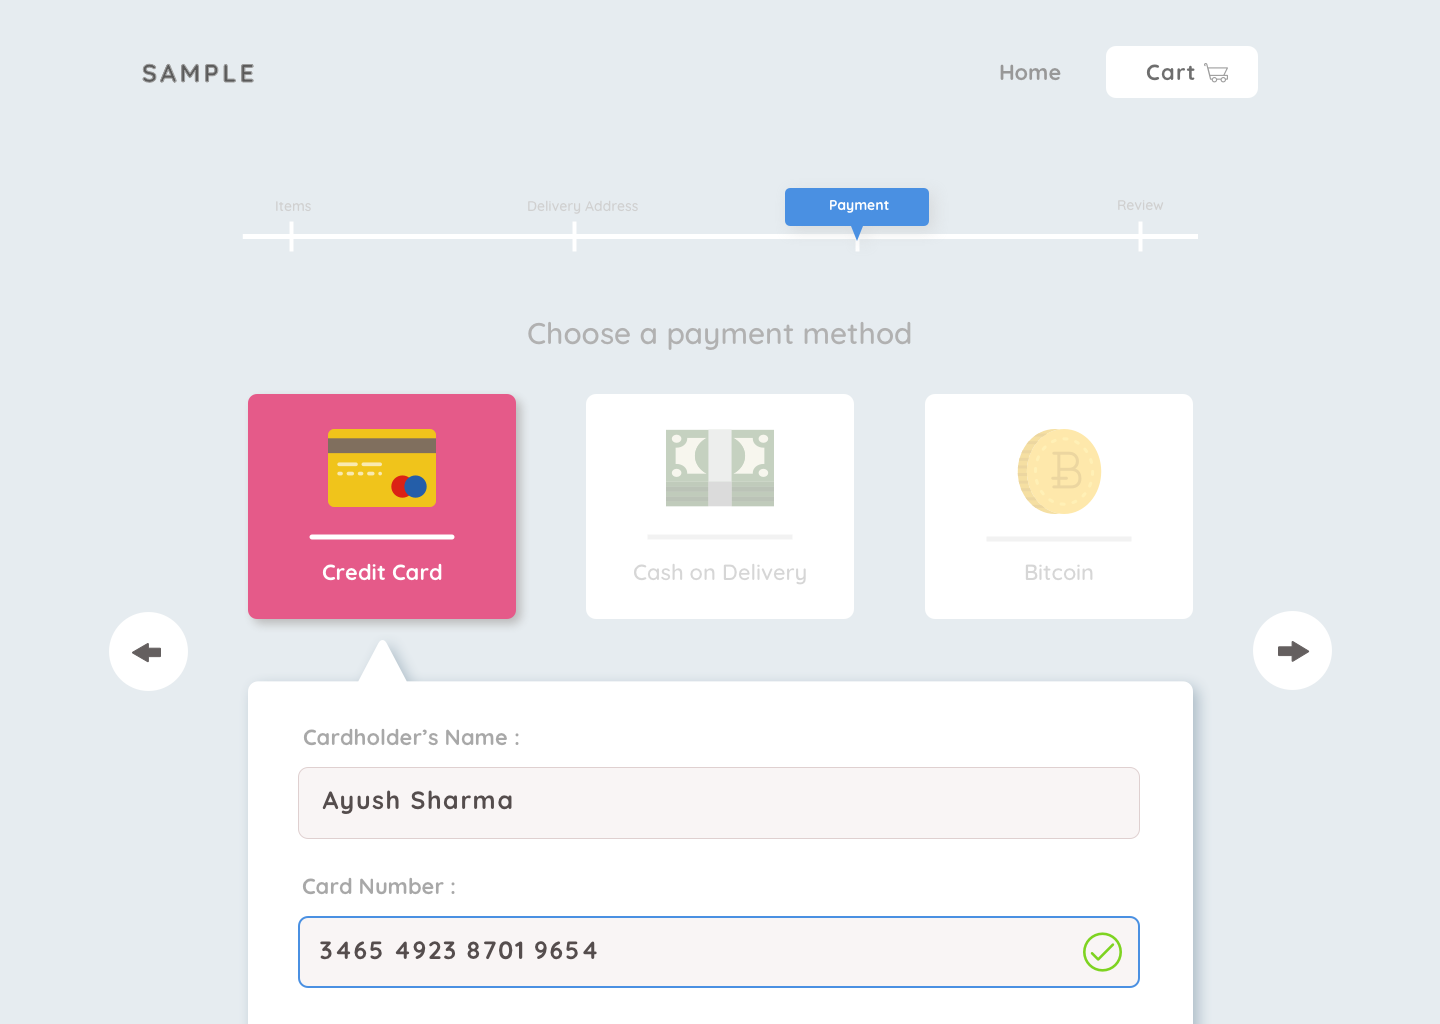 SAMPLE
Home
Cart
Items
Delivery Address
Payment
Review
Choose a payment method
Credit Card
Cash on Delivery
Bitcoin
Cardholder’s Name :
Ayush Sharma
Card Number :
3465 4923 8701 9654